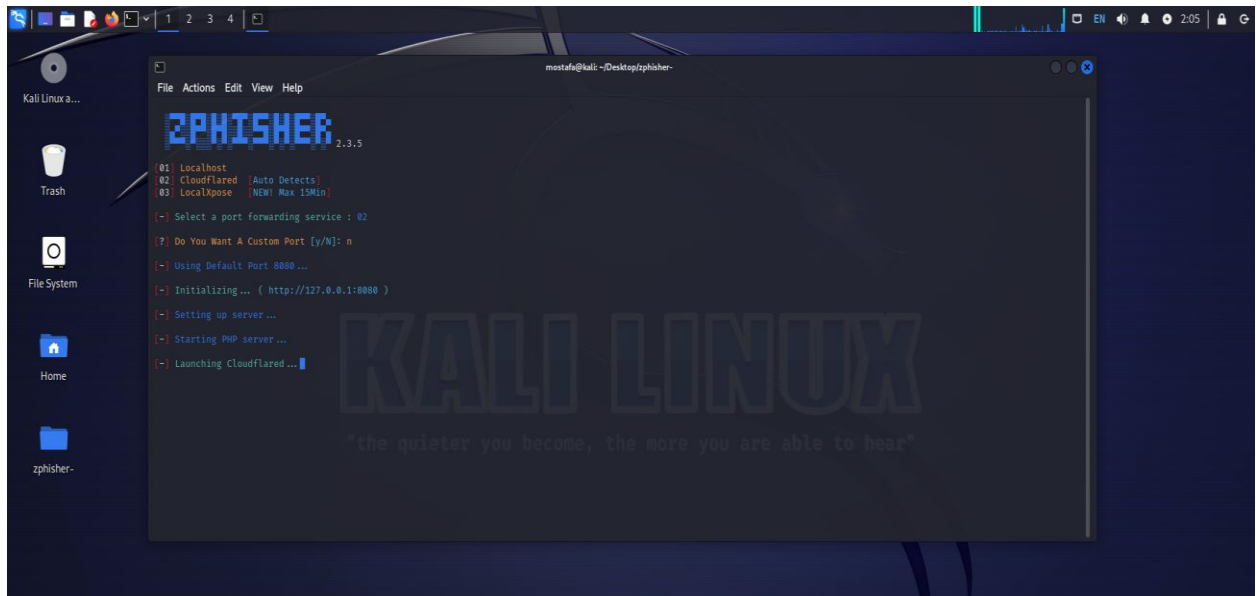 1 2 3 4
EN 2:05
mostafa@kali: ~/Desktop/zphisher-
File Actions Edit View Help
Kali Linux a...
Trash
File System
Home
zphisher-
ZPHISHER 2.3.5
[01] Localhost
[02] Cloudflared [Auto Detects]
[03] LocalXpose [NEW! Max 15Min]
[-] Select a port forwarding service : 02
[?] Do You Want A Custom Port [y/N]: n
[-] Using Default Port 8080...
[-] Initializing... ( http://127.0.0.1:8080 )
[-] Setting up server...
[-] Starting PHP server...
[-] Launching Cloudflared...
KALI LINUX
"the quieter you become, the more you are able to hear"